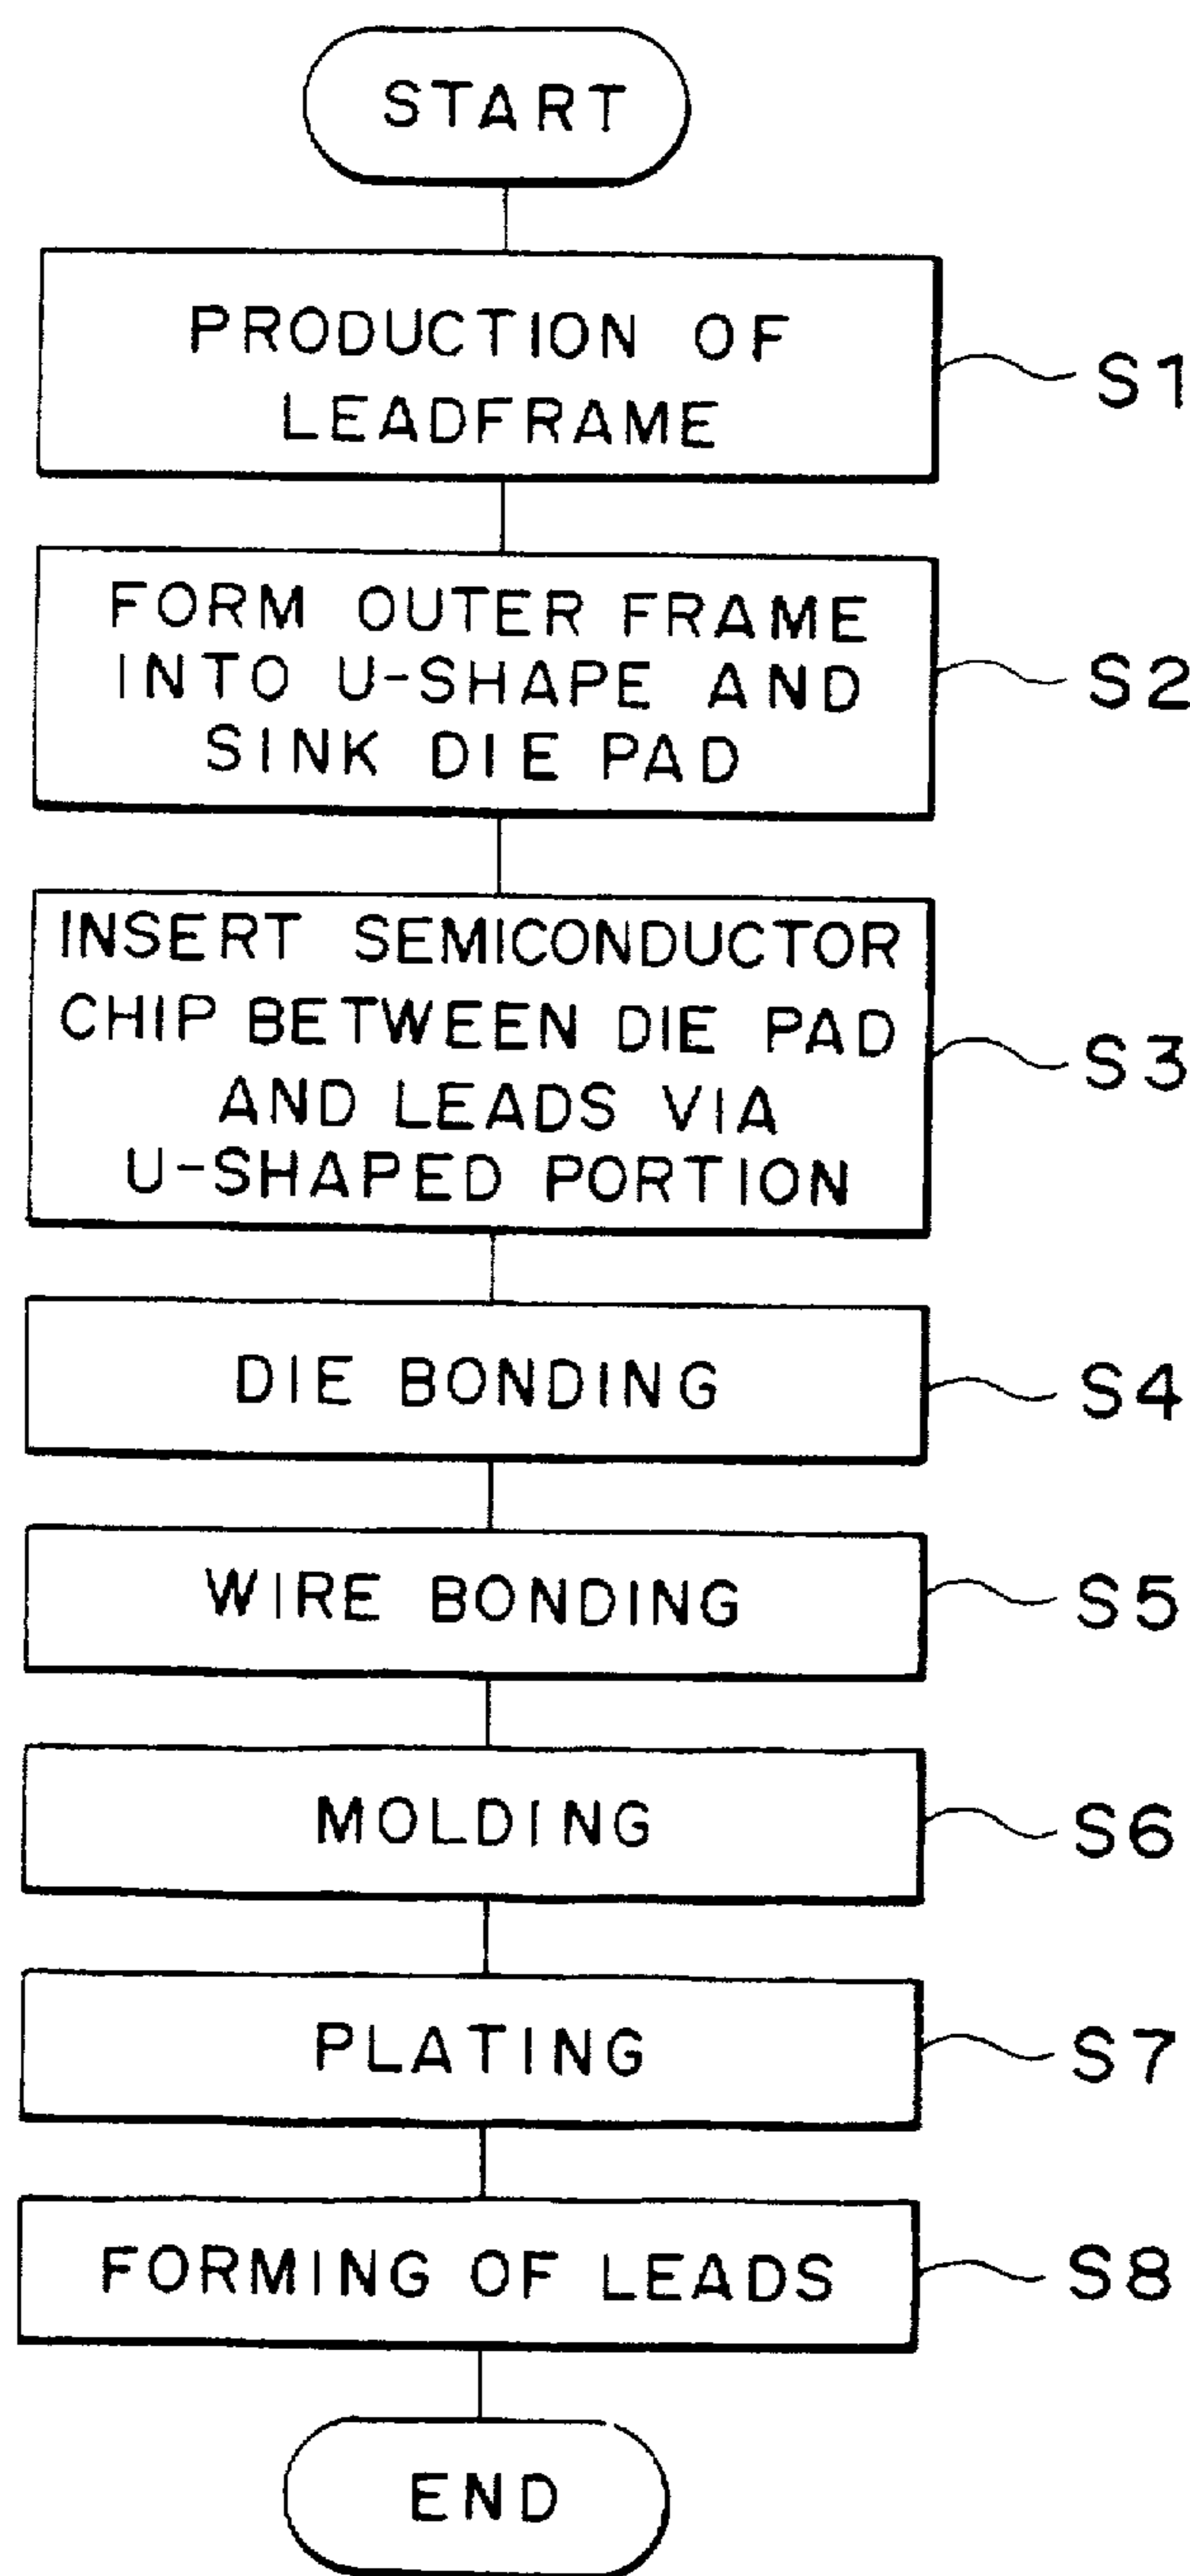 START
PRODUCTION OF
LEADFRAME
S1
FORM OUTER FRAME
INTO U-SHAPE AND
SINK DIE PAD
S2
INSERT SEMICONDUCTOR
CHIP BETWEEN DIE PAD
AND LEADS VIA
U-SHAPED PORTION
S3
DIE BONDING
S4
WIRE BONDING
S5
MOLDING
S6
PLATING
S7
FORMING OF LEADS
S8
END